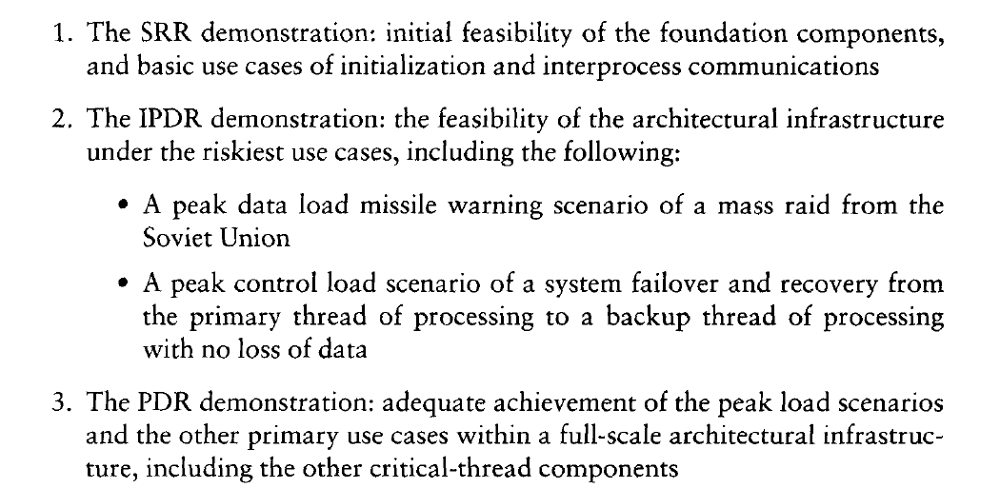 1. The SRR demonstration: initial feasibility of the foundation components,
and basic use cases of initialization and interprocess communications
2. The IPDR demonstration: the feasibility of the architectural infrastructure
under the riskiest use cases, including the following:
• A peak data load missile warning scenario of a mass raid from the
Soviet Union
• A peak control load scenario of a system failover and recovery from
the primary thread of processing to a backup thread of processing
with no loss of data
3. The PDR demonstration: adequate achievement of the peak load scenarios
and the other primary use cases within a full-scale architectural infrastruc-
ture, including the other critical-thread components